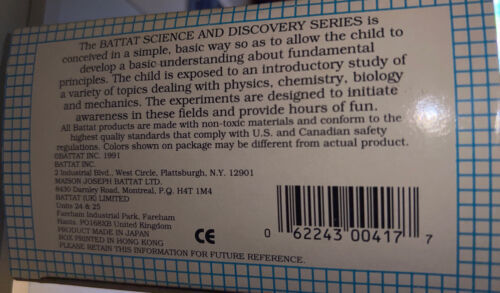 The BATTAT SCIENCE AND DISCOVERY SERIES is
conceived in a simple, basic way so as to allow the child to
develop a basic understanding about fundamental
principles. The child is exposed to an introductory study of
a variety of topics dealing with physics, chemistry, biology
and mechanics. The experiments are designed to initiate
awareness in these fields and provide hours of fun.
All Battat products are made with non-toxic materials and conform to the
highest qualty standards that comply with U.S. and Canadian safety
regulations. Colors shown on package may be different from actual product.
©BATTAT INC. 1991
BATTAT INC.
2 Industrial Blvd., West Circle, Plattsburgh, N.Y. 12901
MAISON JOSEPH BATTAT LTD.
8430 Darnley Road, Montreal, P.Q. H4T 1M4
BATTAT (UK) LIMITED
Units 24 & 25
Fareham Industrial Park, Fareham
Hants. PO168XB United Kingdom
PRODUCT MADE IN JAPAN
BOX PRINTED IN HONG KONG
PLEASE RETAIN THIS INFORMATION FOR FUTURE REFERENCE.
CE
0 62243 00417 7